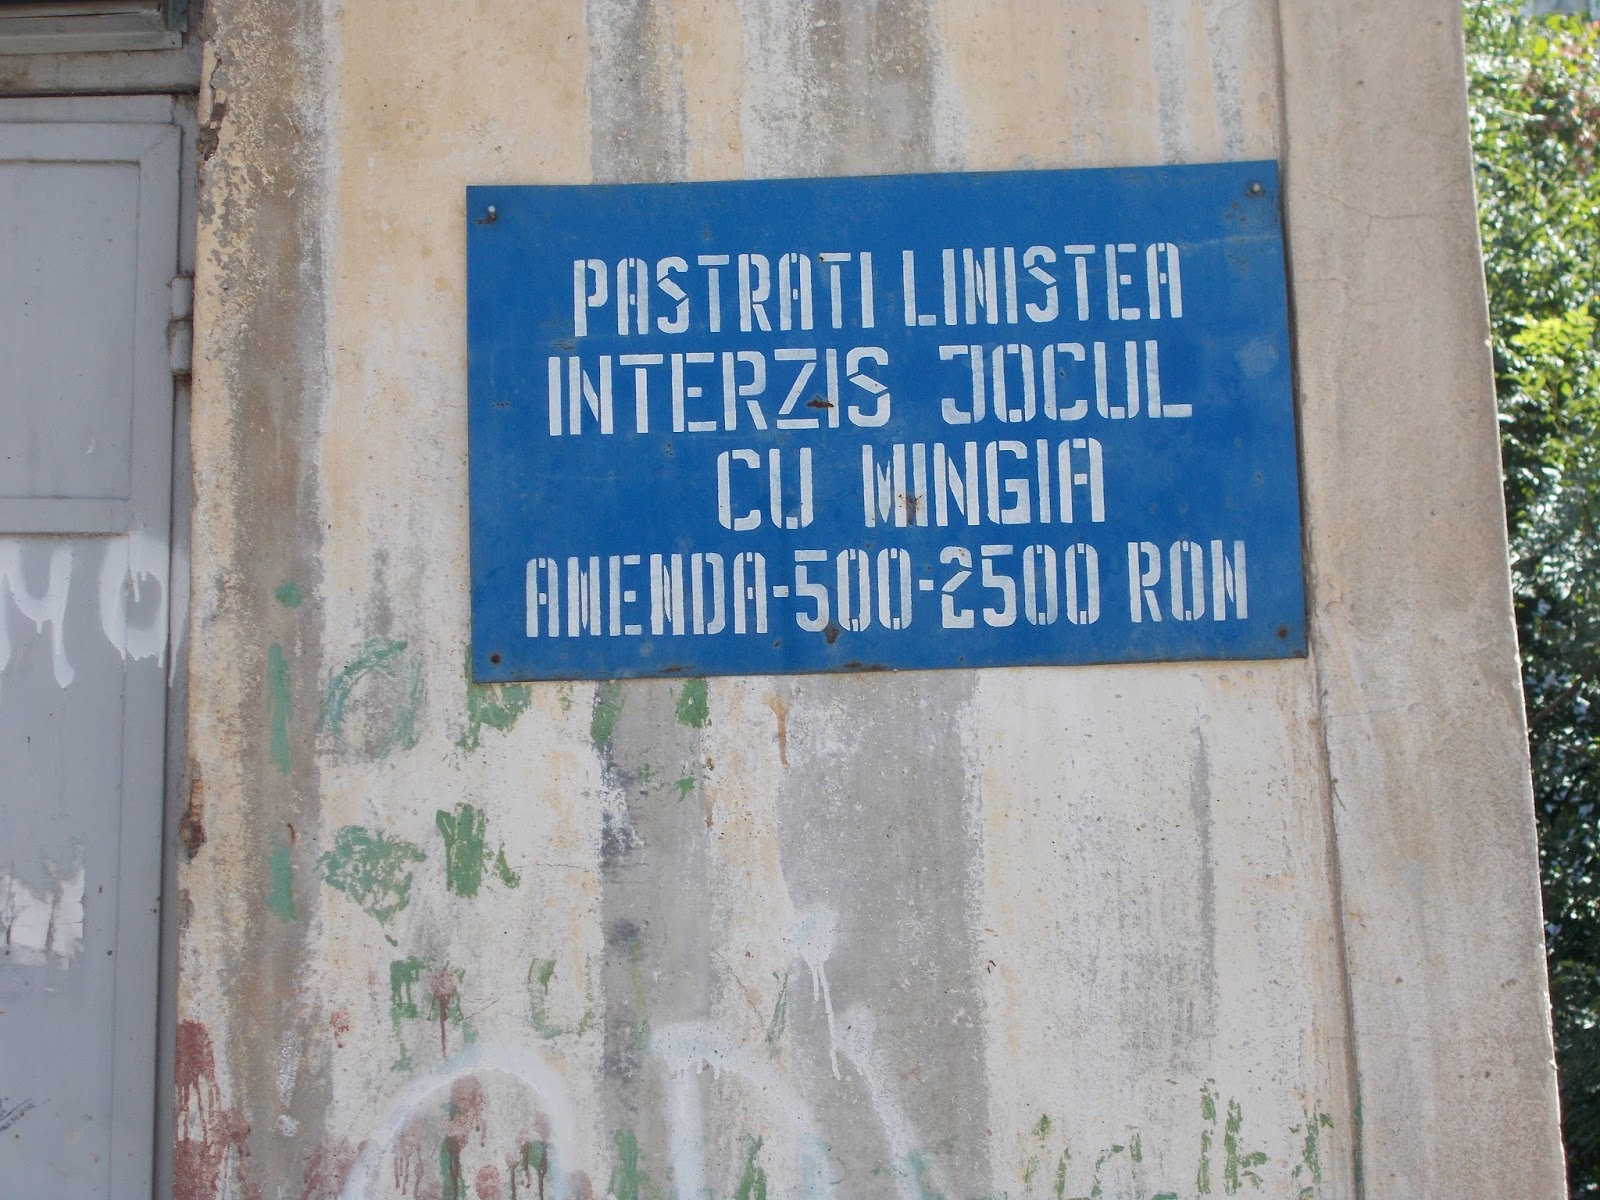 PASTRATI LINISTEA
INTERZIS JOCUL
CU MINGIA
AMENDA-500-2500 RON